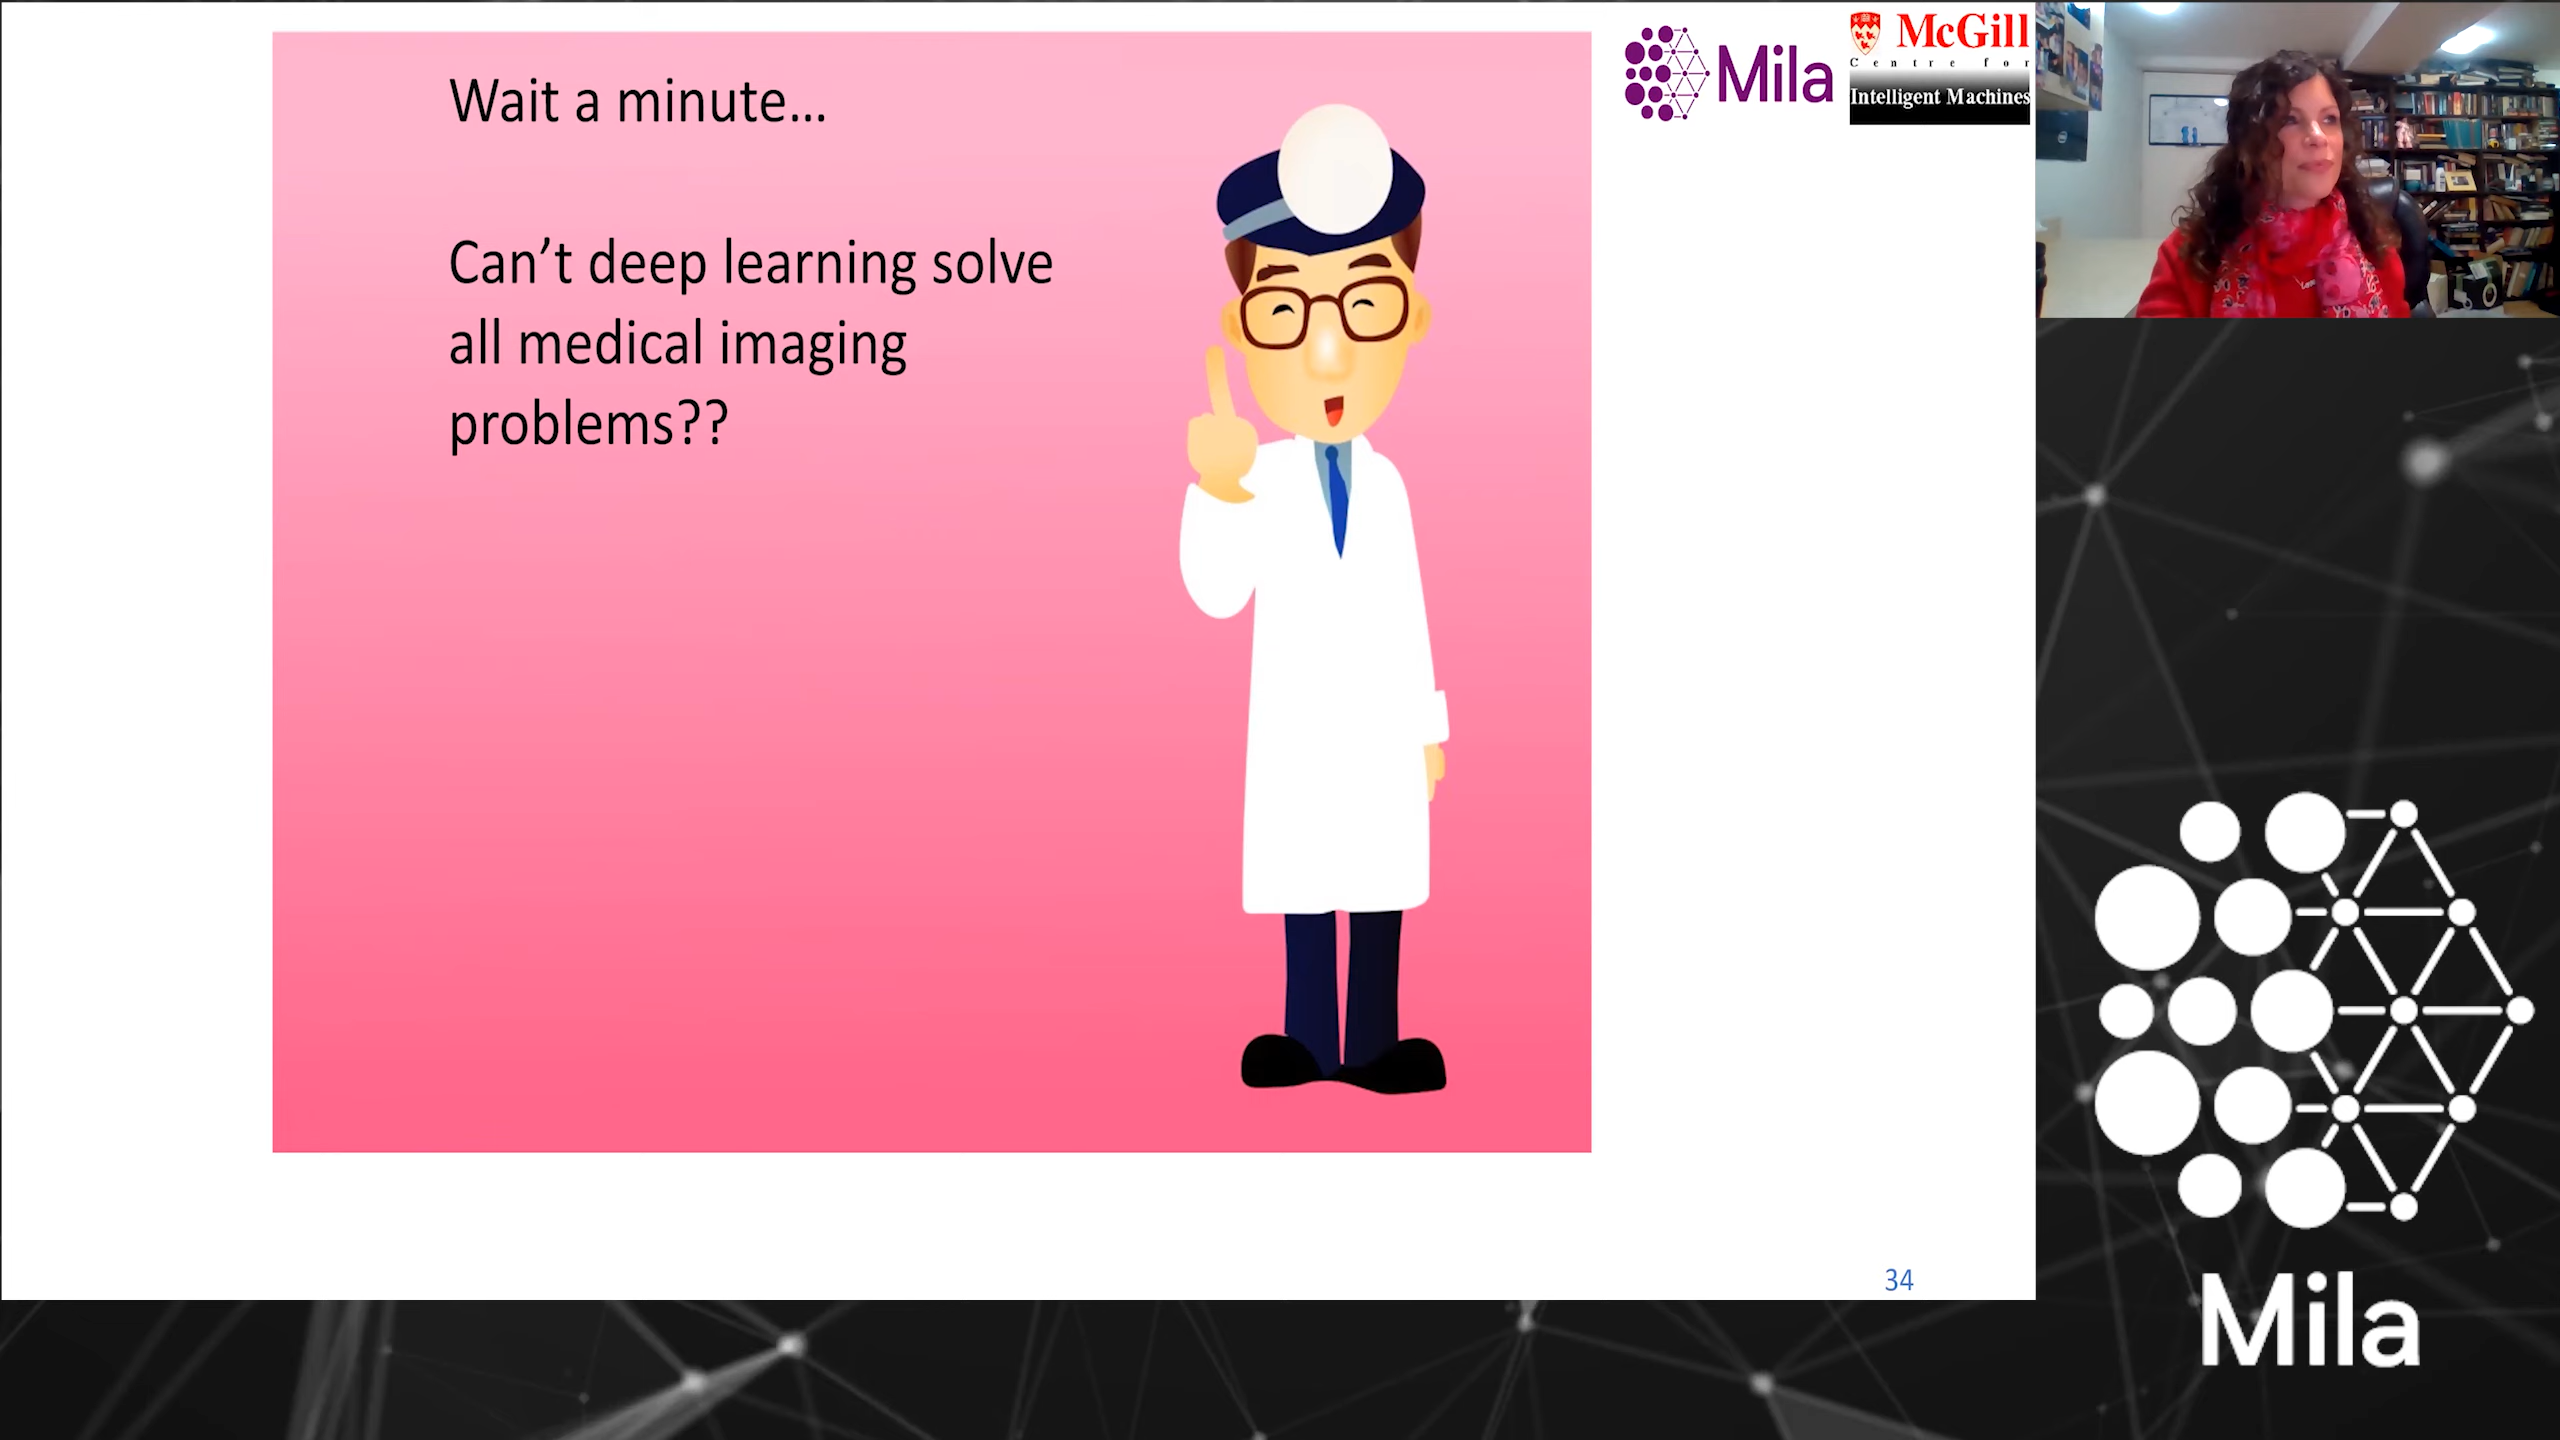 Wait a minute...
Can't deep learning solve
all medical imaging
problems??
Mila
McGill
Centre for
Intelligent Machines
34
Mila